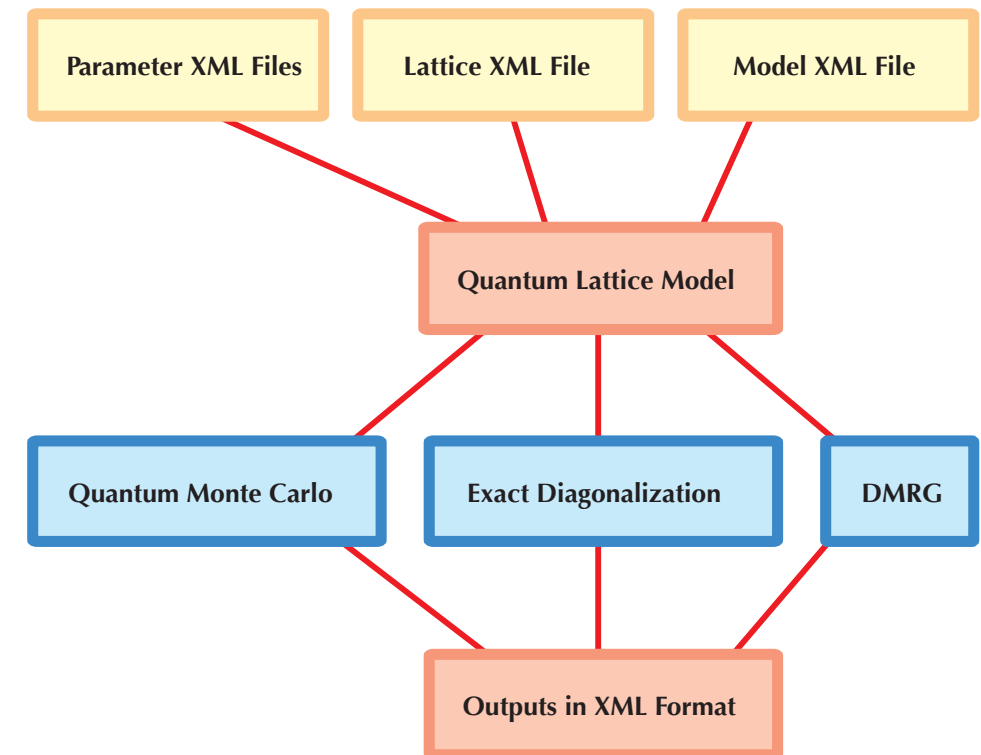 Parameter XML Files
Lattice XML File
Model XML File
Quantum Lattice Model
Quantum Monte Carlo
Exact Diagonalization
DMRG
Outputs in XML Format